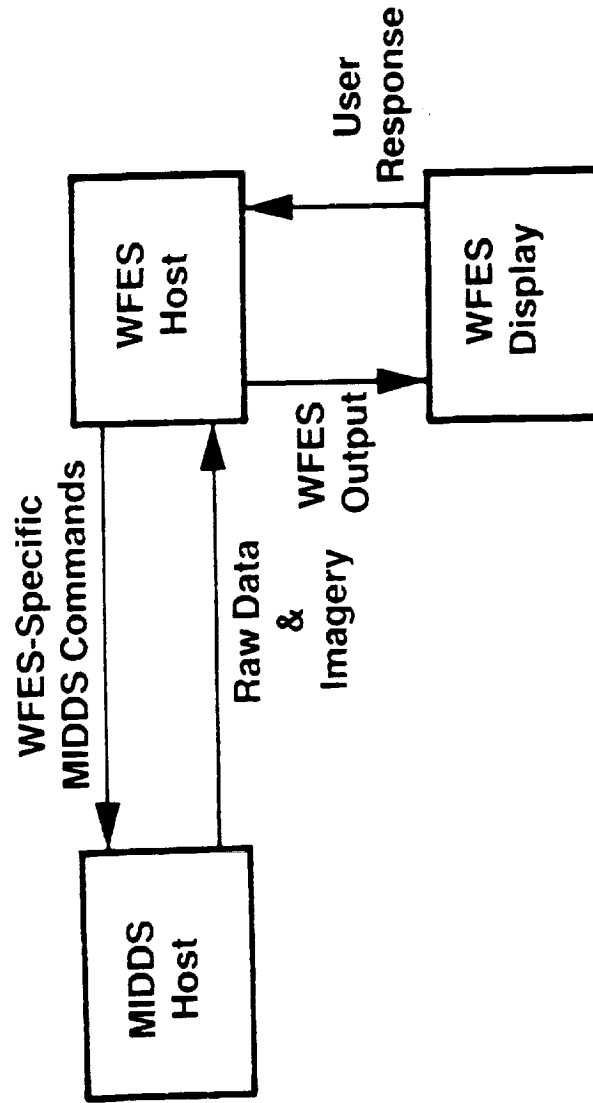 WFES-Specific
MIDDS Commands
MIDDS
Host
Raw Data
&
Imagery
WFES
Host
WFES
Output
User
Response
WFES
Display